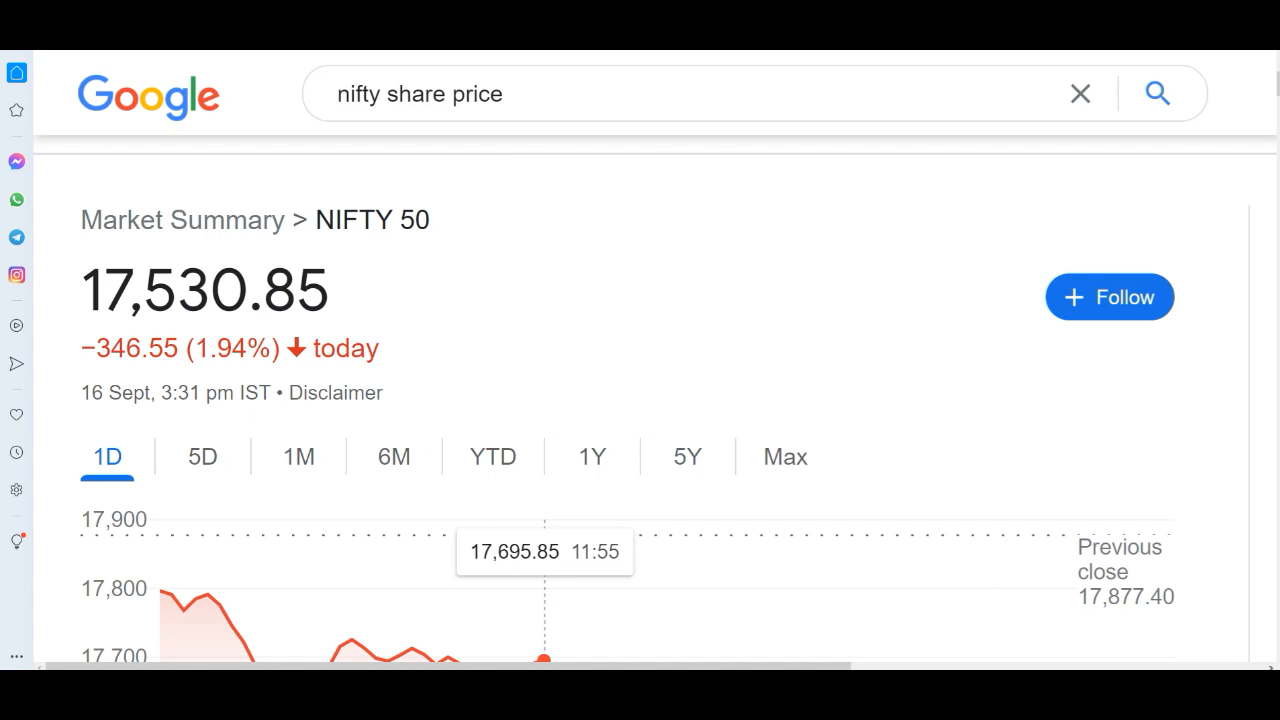 Google
nifty share price
Market Summary > NIFTY 50
17,530.85
+ Follow
−346.55 (1.94%) ↓ today
16 Sept, 3:31 pm IST • Disclaimer
1D 5D 1M 6M YTD 1Y 5Y Max
17,900
17,695.85 11:55
Previous
close
17,877.40
17,800
17,700